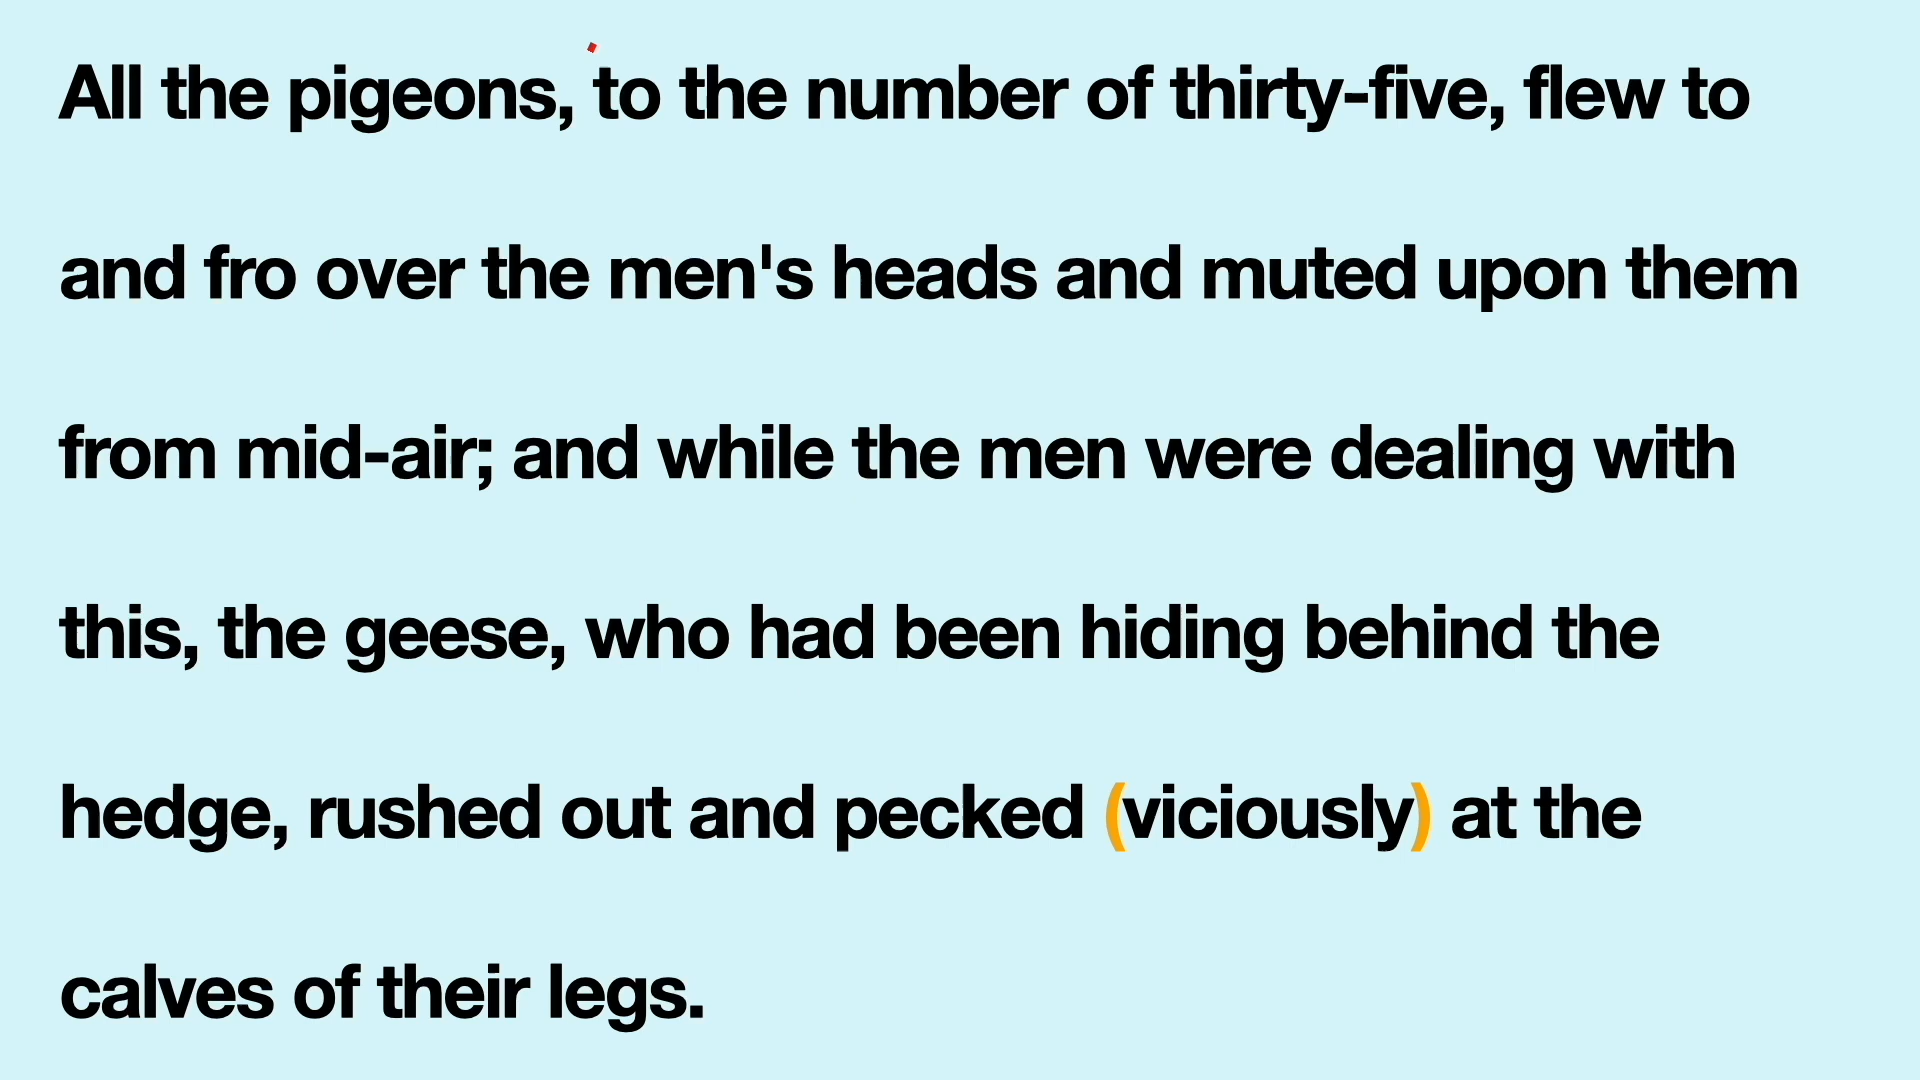 All the pigeons, to the number of thirty-five, flew to
and fro over the men's heads and muted upon them
from mid-air; and while the men were dealing with
this, the geese, who had been hiding behind the
hedge, rushed out and pecked (viciously) at the
calves of their legs.